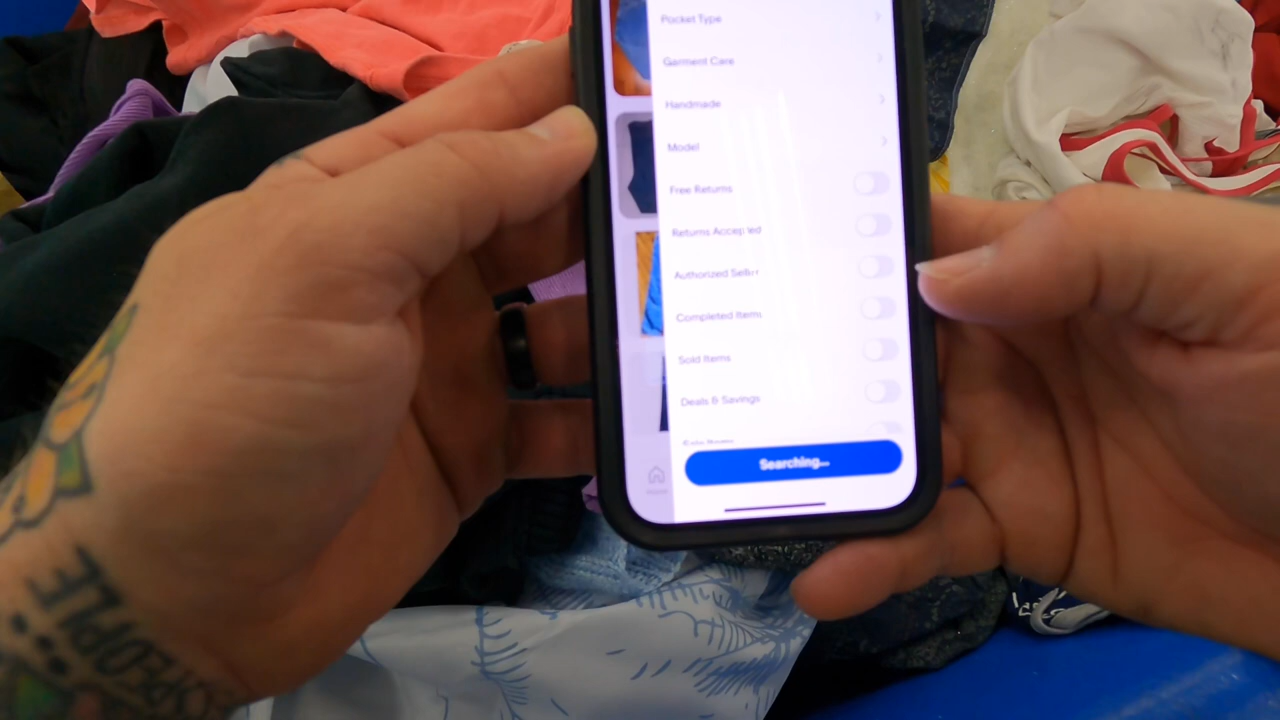 Pocket Type
Garment Care
Handmade
Model
Free Returns
Returns Accepted
Authorized Seller
Completed Items
Sold Items
Deals & Savings
Searching...
PEOPLE